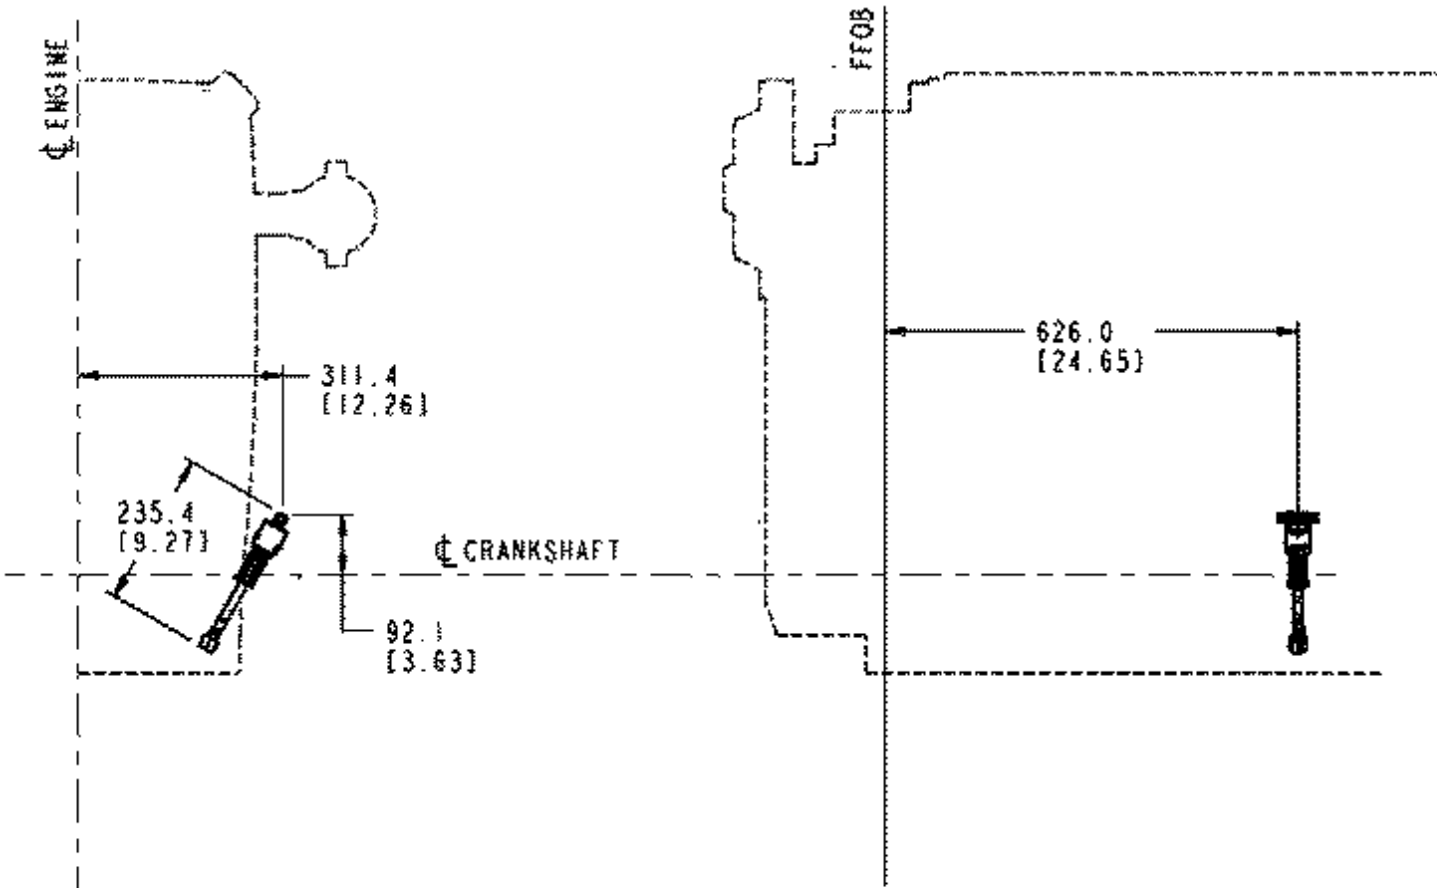 ℄ ENGINE
FFOB
626.0
[24.65]
311.4
[12.26]
235.4
[9.27]
℄ CRANKSHAFT
92.1
[3.63]